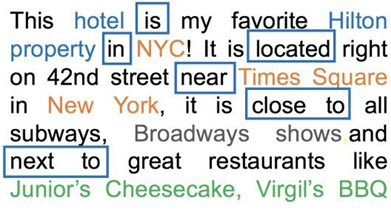 This hotel is my favorite Hilton
property in NYC! It is located right
on 42nd street near Times Square
in New York, it is close to all
subways, Broadways shows and
next to great restaurants like
Junior's Cheesecake, Virgil's BBQ